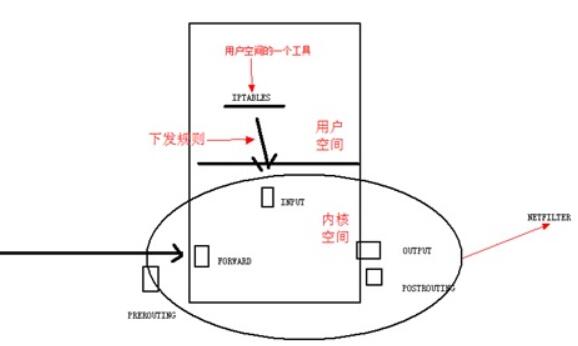 用户空间的一个工具
IPTABLES
下发规则
用户
空间
INPUT
内核
空间
NETFILTER
FORWARD
OUTPUT
POSTROUTING
PREROUTING